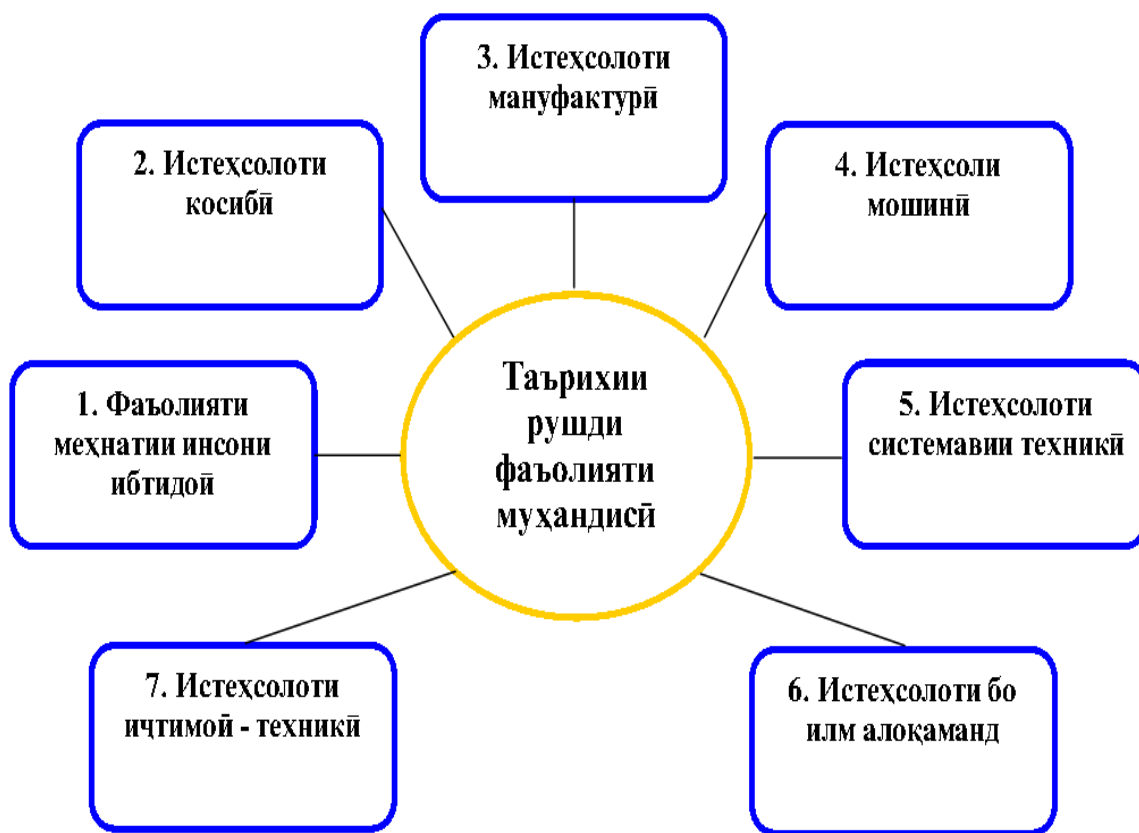 3. Истеҳсолоти
мануфактурӣ
2. Истеҳсолоти
косибӣ
4. Истеҳсоли
мошинӣ
Таърихии
рушди
фаъолияти
муҳандисӣ
1. Фаъолияти
меҳнатии инсони
ибтидоӣ
5. Истеҳсолоти
системавии техникӣ
7. Истеҳсолоти
иҷтимоӣ - техникӣ
6. Истеҳсолоти бо
илм алоқаманд